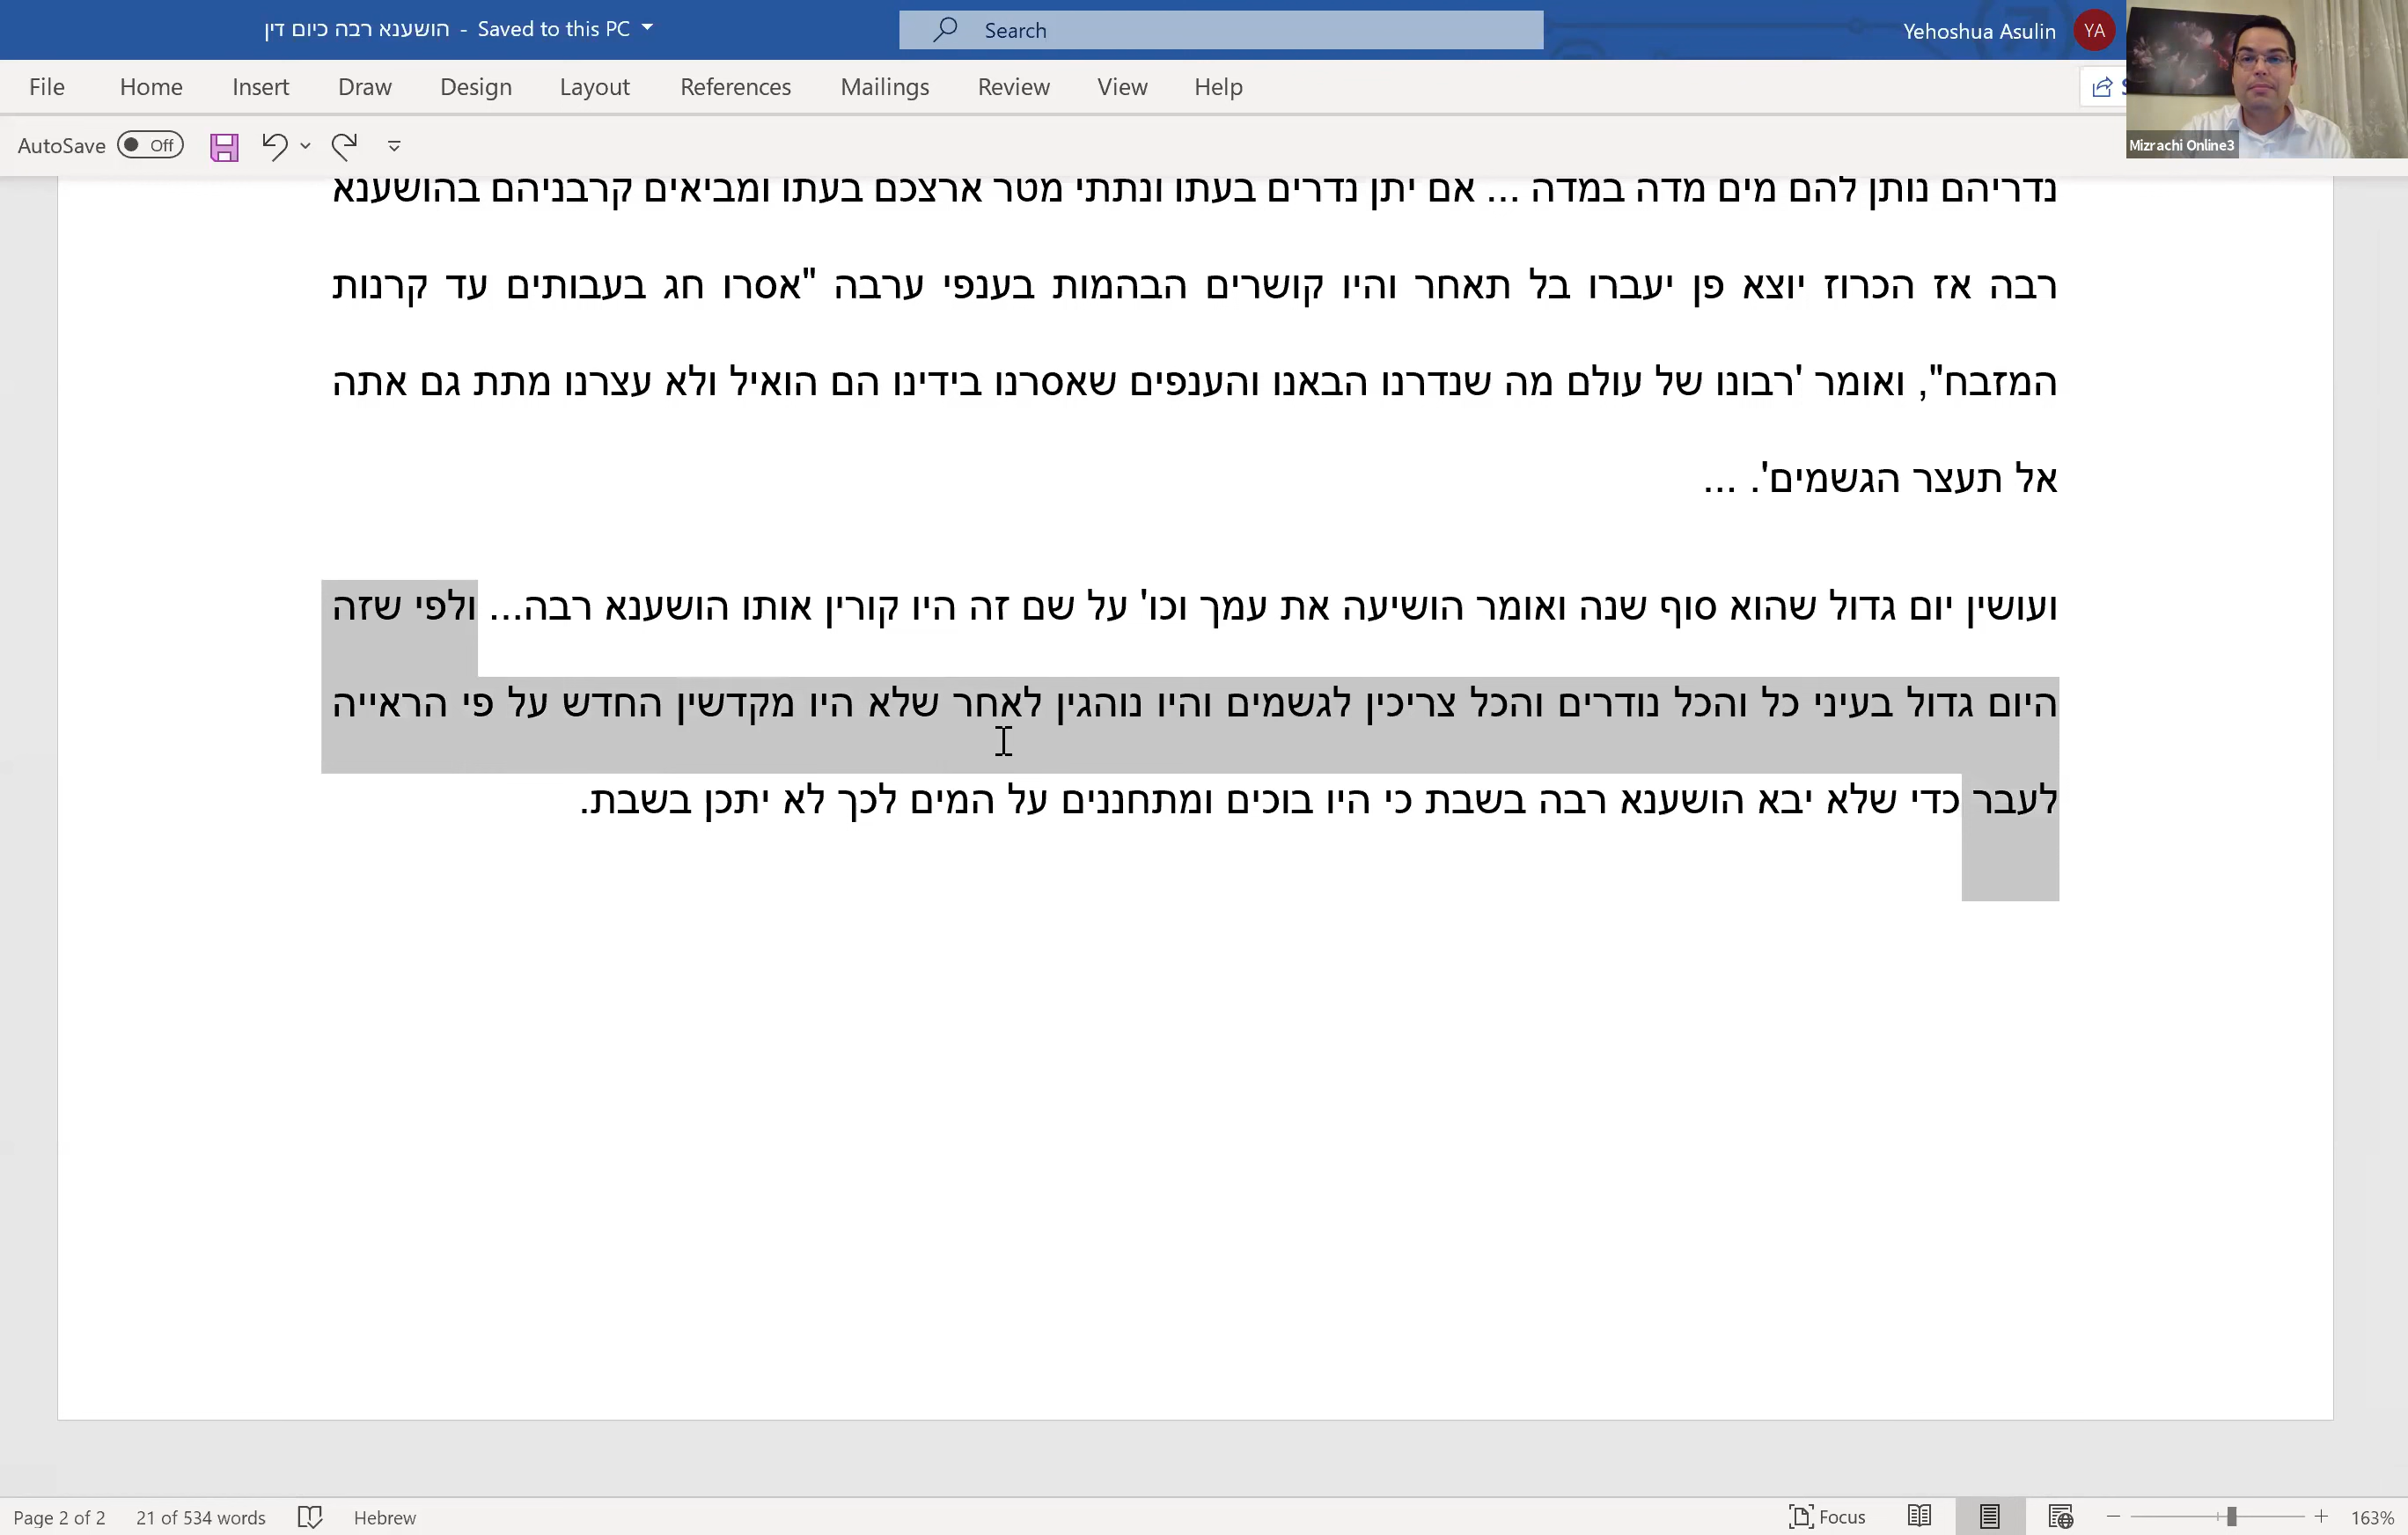 הושענא רבה כיום דין - Saved to this PC
Search
Yehoshua Asulin YA
File Home Insert Draw Design Layout References Mailings Review View Help
AutoSave Off
Mizrachi Online3
נדריהם נותן להם מים מדה במדה ... אם יתן נדרים בעתו ונתתי מטר ארצכם בעתו ומביאים קרבניהם בהושענא
רבה אז הכרוז יוצא פן יעברו בל תאחר והיו קושרים הבהמות בענפי ערבה "אסרו חג בעבותים עד קרנות
המזבח", ואומר 'רבונו של עולם מה שנדרנו הבאנו והענפים שאסרנו בידינו הם הואיל ולא עצרנו מתת גם אתה
אל תעצר הגשמים'. ...
ועושין יום גדול שהוא סוף שנה ואומר הושיעה את עמך וכו' על שם זה היו קורין אותו הושענא רבה... ולפי שזה
היום גדול בעיני כל והכל נודרים והכל צריכין לגשמים והיו נוהגין לאחר שלא היו מקדשין החדש על פי הראייה
לעבר כדי שלא יבא הושענא רבה בשבת כי היו בוכים ומתחננים על המים לכך לא יתכן בשבת.
Page 2 of 2 21 of 534 words Hebrew Focus 163%